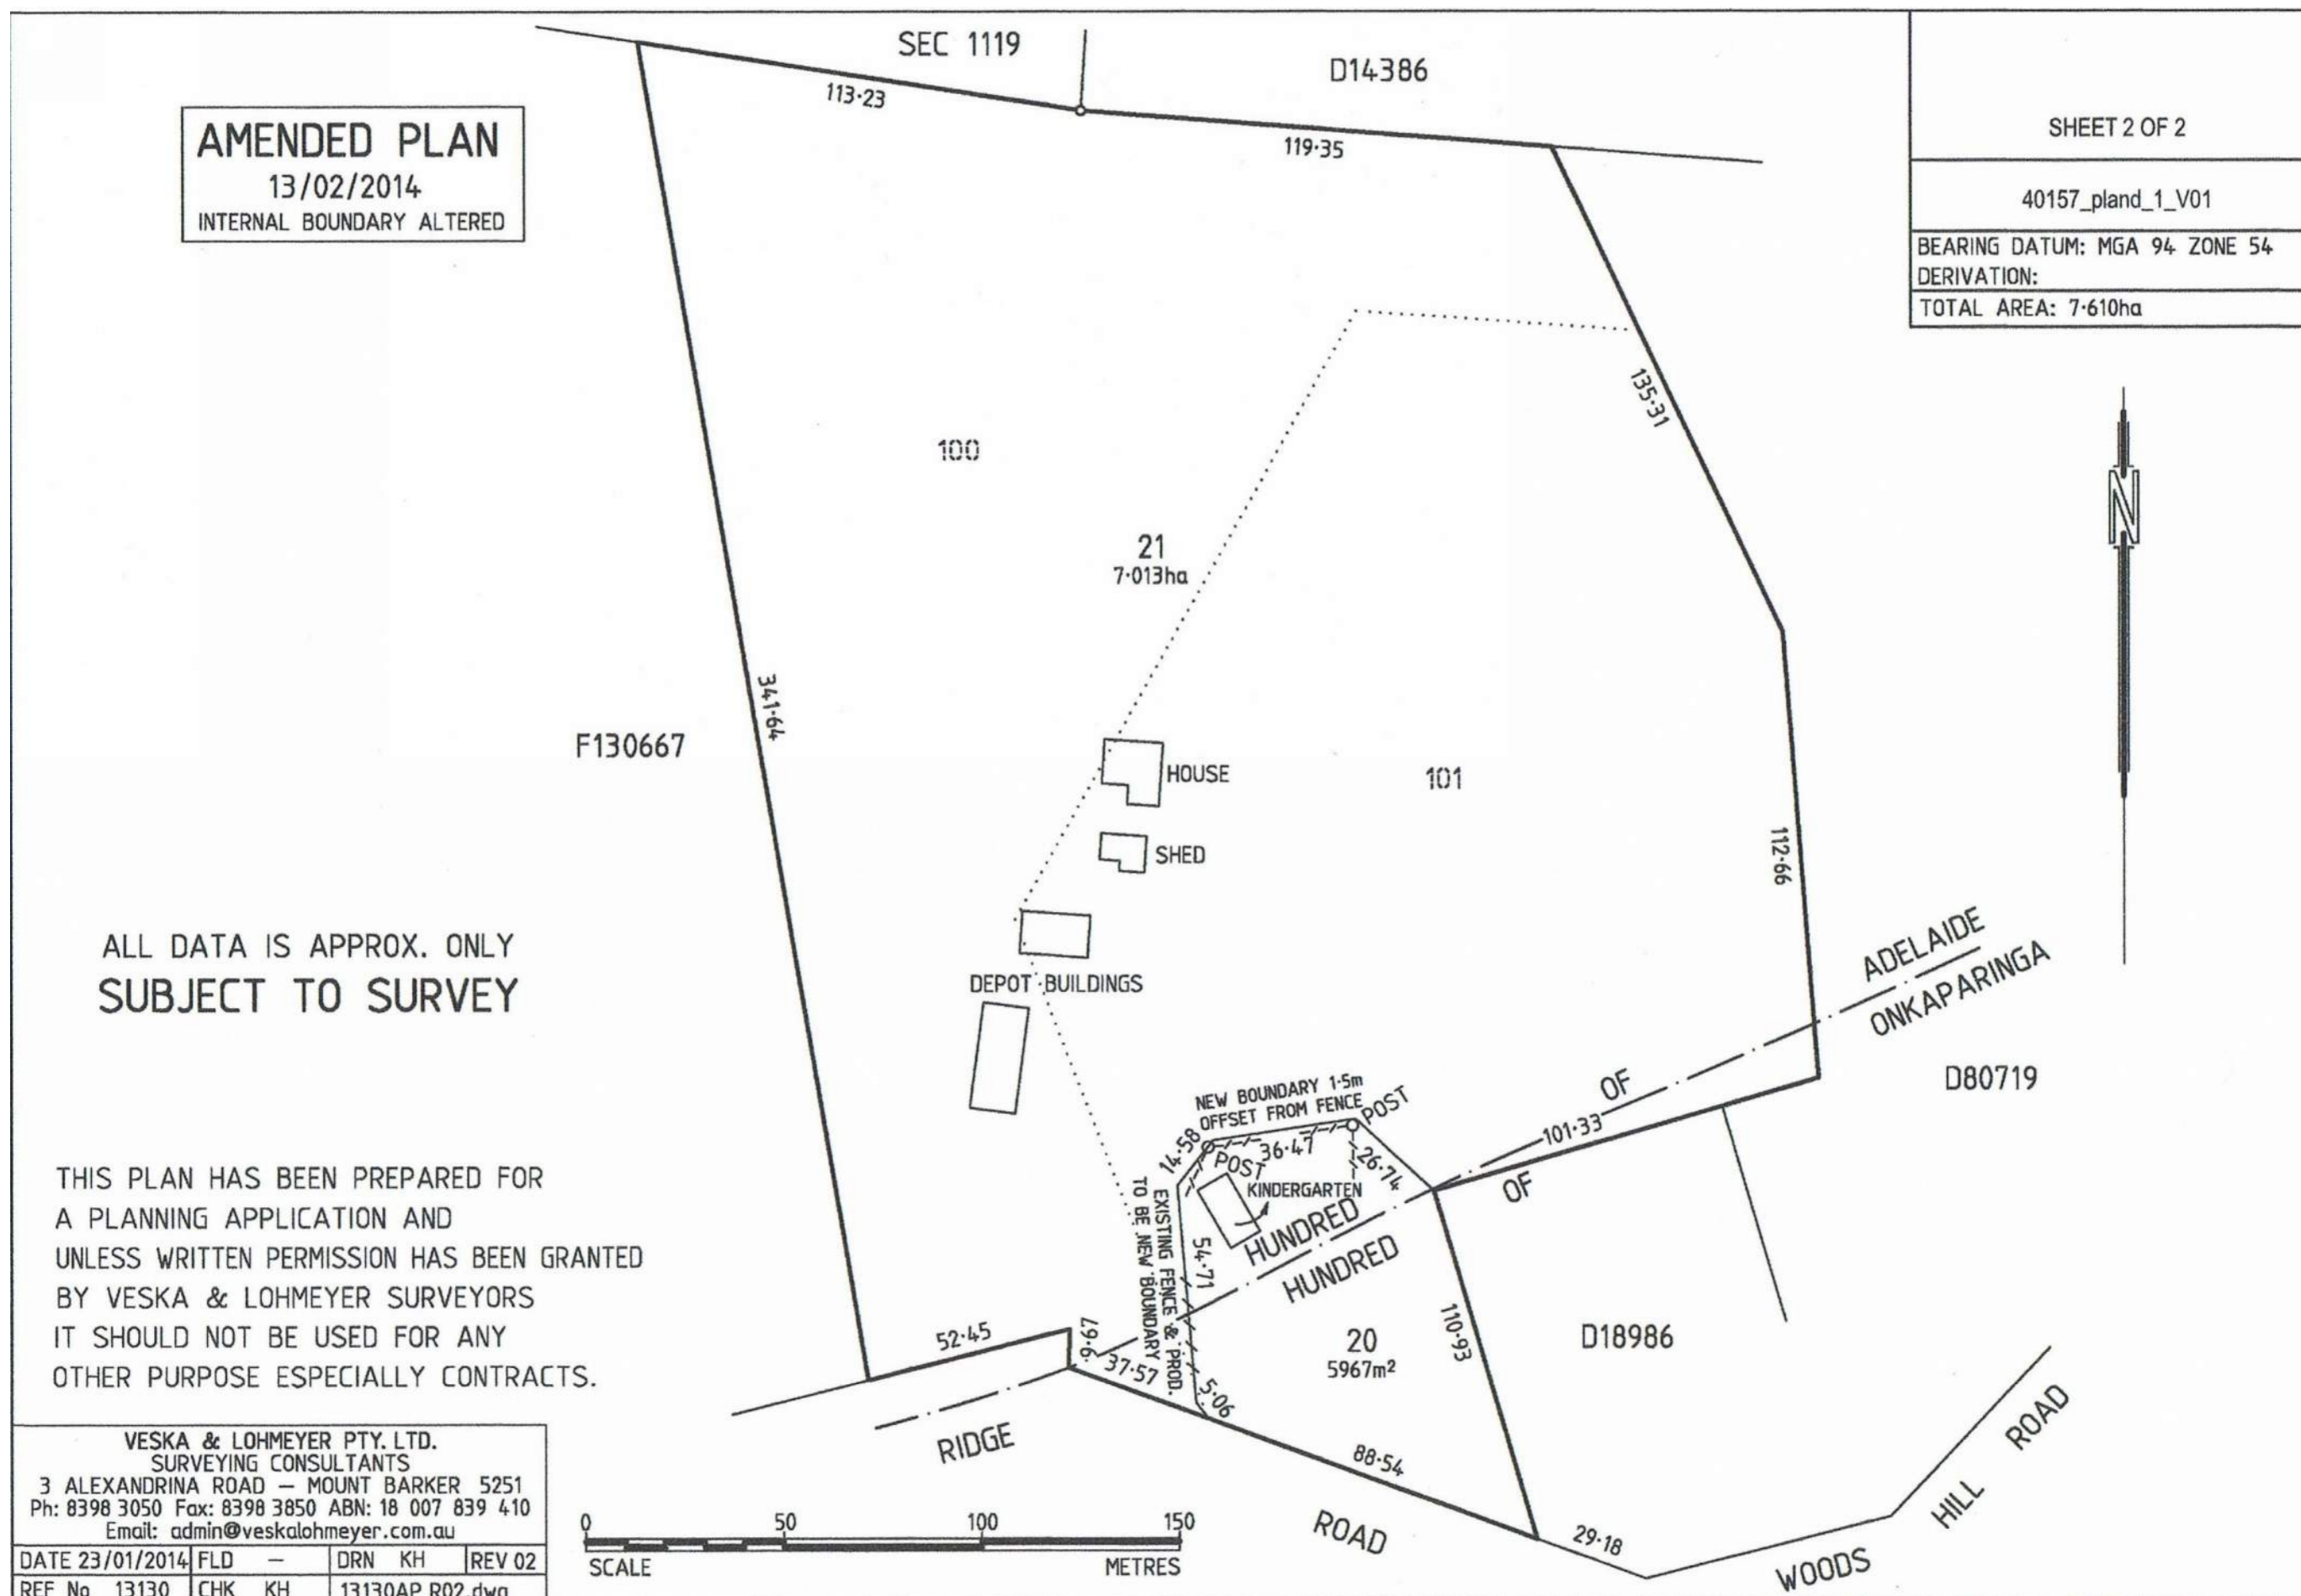 SEC 1119
D14386
113·23
119·35
AMENDED PLAN
13/02/2014
INTERNAL BOUNDARY ALTERED
SHEET 2 OF 2
40157_pland_1_V01
BEARING DATUM: MGA 94 ZONE 54
DERIVATION:
TOTAL AREA: 7·610ha
N
135·31
100
21
7·013ha
341·64
F130667
HOUSE
101
SHED
112·66
DEPOT BUILDINGS
ADELAIDE
ONKAPARINGA
D80719
ALL DATA IS APPROX. ONLY
SUBJECT TO SURVEY
NEW BOUNDARY 1·5m
OFFSET FROM FENCE
POST
OF
101·33
OF
14·58
POST
36·47
26·74
KINDERGARTEN
HUNDRED
HUNDRED
54·71
EXISTING FENCE & PROD.
TO BE NEW BOUNDARY
THIS PLAN HAS BEEN PREPARED FOR
A PLANNING APPLICATION AND
UNLESS WRITTEN PERMISSION HAS BEEN GRANTED
BY VESKA & LOHMEYER SURVEYORS
IT SHOULD NOT BE USED FOR ANY
OTHER PURPOSE ESPECIALLY CONTRACTS.
52·45
9·67
37·57
5·06
20
5967m²
110·93
D18986
RIDGE
ROAD
88·54
29·18
WOODS
HILL
ROAD
VESKA & LOHMEYER PTY. LTD.
SURVEYING CONSULTANTS
3 ALEXANDRINA ROAD — MOUNT BARKER 5251
Ph: 8398 3050 Fax: 8398 3850 ABN: 18 007 839 410
Email: admin@veskalohmeyer.com.au
DATE 23/01/2014 FLD — DRN KH REV 02
REF No 13130 CHK KH 13130AP R02.dwg
0 50 100 150
SCALE METRES